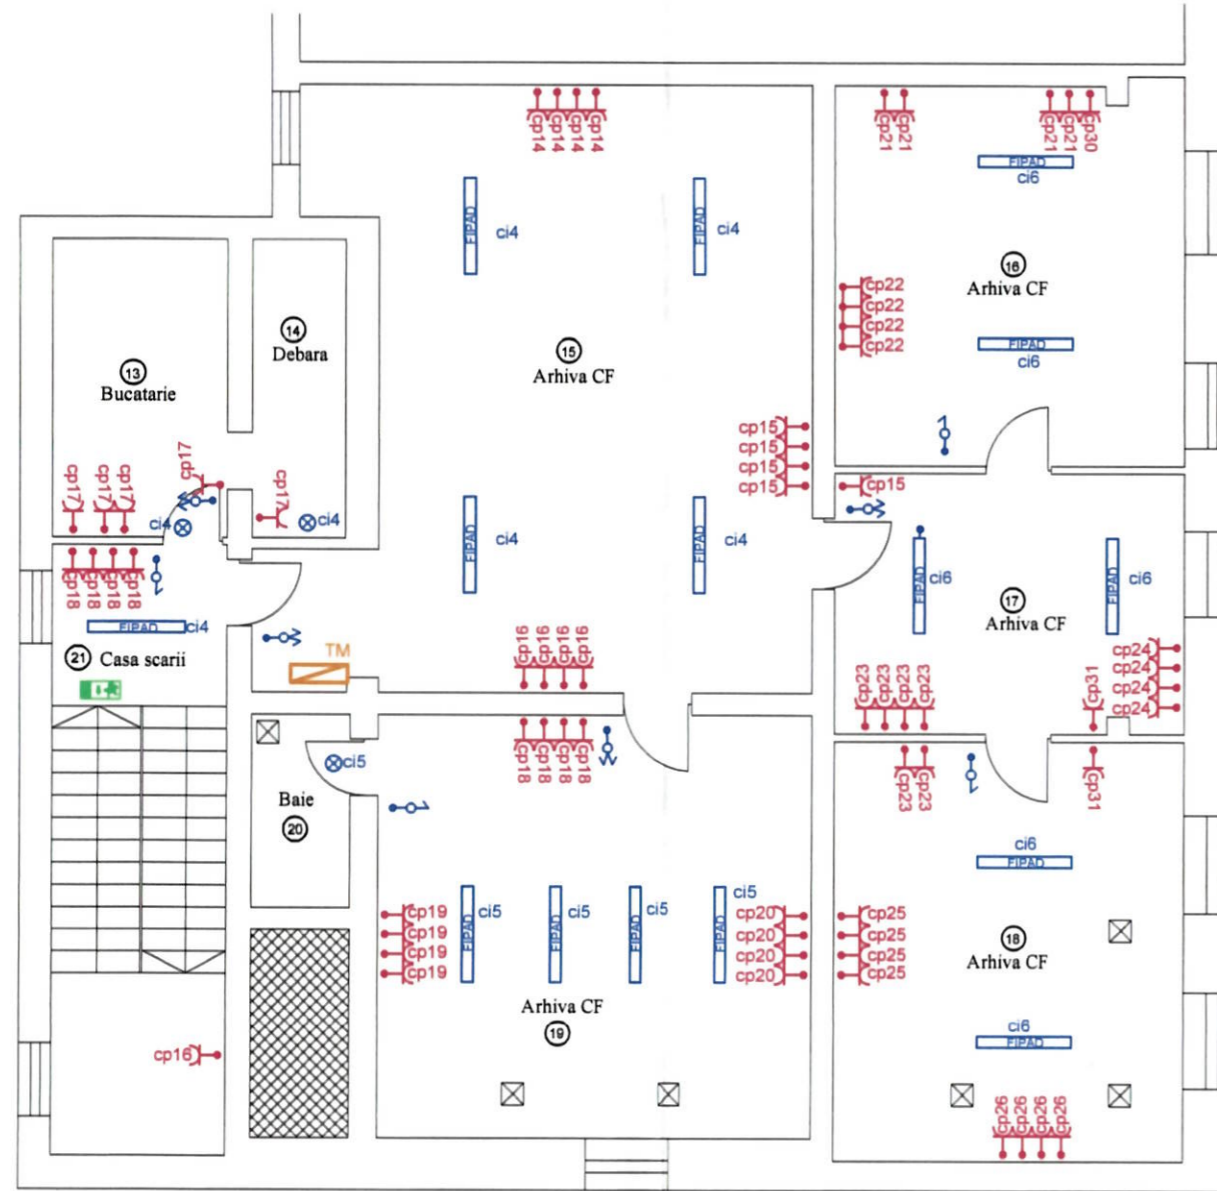 cp14
cp14
cp14
cp14
cp21
cp21
cp21
cp21
cp30
FIPAD
ci6
FIPAD
ci4
FIPAD
ci4
16
Arhiva CF
cp22
cp22
cp22
cp22
FIPAD
ci6
14
Debara
15
Arhiva CF
13
Bucatarie
cp15
cp15
cp15
cp15
cp17
cp17
cp17
cp17
cp17
ci4
ci4
cp15
FIPAD
ci4
FIPAD
ci4
FIPAD
ci6
FIPAD
ci6
17
Arhiva CF
cp18
cp18
cp18
cp18
FIPAD
ci4
21 Casa scarii
TM
cp16
cp16
cp16
cp16
cp23
cp23
cp23
cp23
cp31
cp24
cp24
cp24
cp24
cp18
cp18
cp18
cp18
ci5
Baie
20
cp23
cp23
cp31
ci6
FIPAD
cp19
cp19
cp19
cp19
FIPAD
ci5
FIPAD
ci5
FIPAD
ci5
FIPAD
ci5
cp20
cp20
cp20
cp20
cp25
cp25
cp25
cp25
18
Arhiva CF
Arhiva CF
19
ci6
FIPAD
cp16
cp26
cp26
cp26
cp26